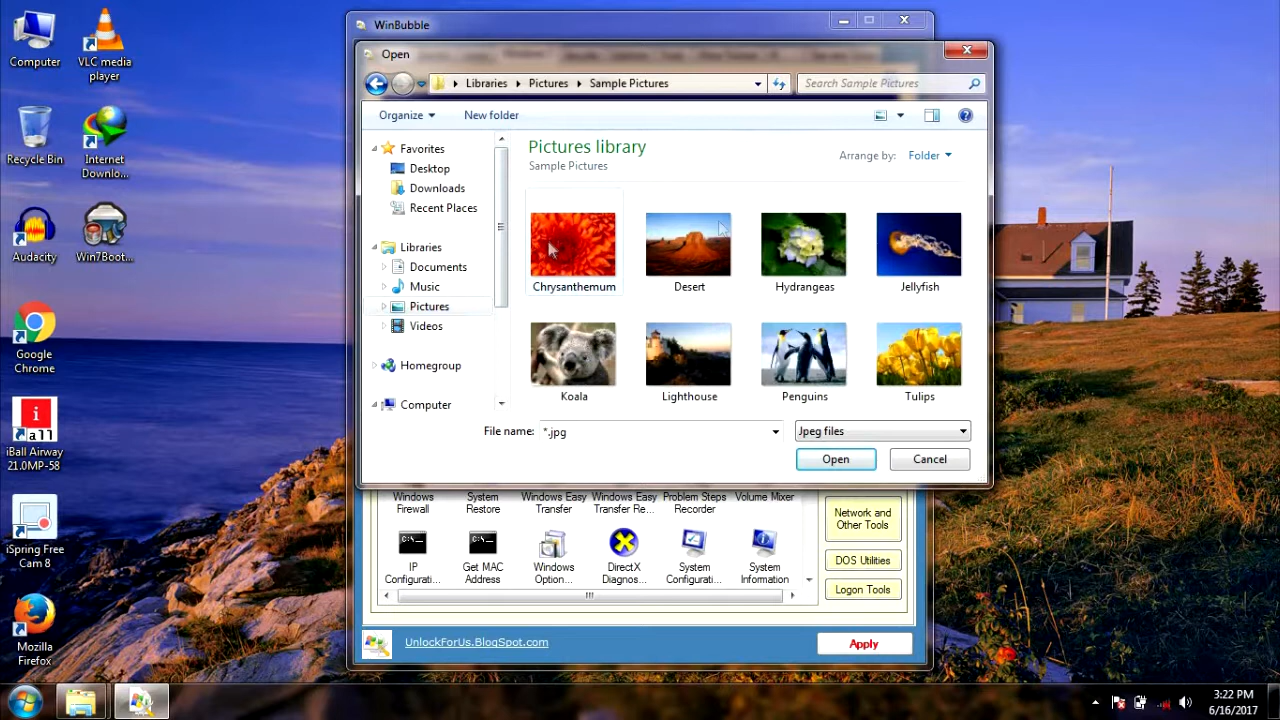 Computer
VLC media
player
Recycle Bin
Internet
Downlo...
Audacity
Win7Boot...
Google
Chrome
iBall Airway
21.0MP-58
iSpring Free
Cam 8
Mozilla
Firefox
WinBubble
Open
Libraries
Pictures
Sample Pictures
Search Sample Pictures
Organize
New folder
Favorites
Desktop
Downloads
Recent Places
Libraries
Documents
Music
Pictures
Videos
Homegroup
Computer
Pictures library
Sample Pictures
Arrange by:
Folder
Chrysanthemum
Desert
Hydrangeas
Jellyfish
Koala
Lighthouse
Penguins
Tulips
File name:
*.jpg
Jpeg files
Open
Cancel
Windows
Firewall
System
Restore
Windows Easy
Transfer
Windows Easy
Transfer Re...
Problem Steps
Recorder
Volume Mixer
IP
Configurati...
Get MAC
Address
Windows
Option...
DirectX
Diagnos...
System
Configurati...
System
Information
Network and
Other Tools
DOS Utilities
Logon Tools
UnlockForUs.BlogSpot.com
Apply
3:22 PM
6/16/2017